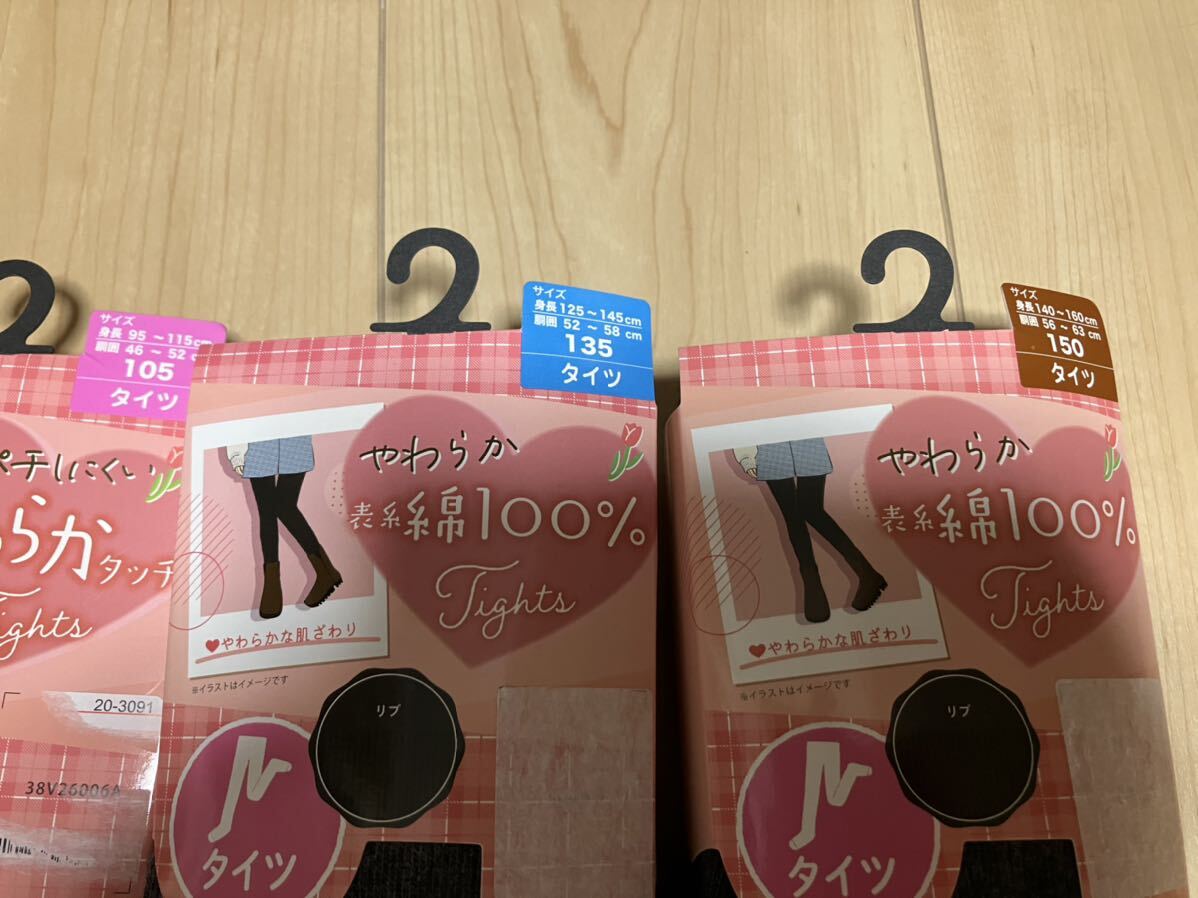 サイズ
身長 95 ～115cm
胴囲 46 ～ 52 c
105
タイツ
パチしにくい
らか タッチ
ights
20-3091
38V26006A
サイズ
身長 125～145cm
胴囲 52 ～ 58 cm
135
タイツ
やわらか
表糸綿100%
Tights
♥やわらかな肌ざわり
※イラストはイメージです
リブ
タイツ
サイズ
身長 140～160cm
胴囲 56 ～ 63 cm
150
タイツ
やわらか
表糸綿100%
Tights
♥やわらかな肌ざわり
※イラストはイメージです
リブ
タイツ